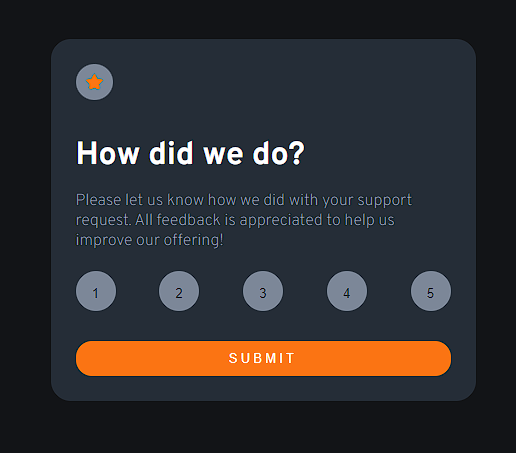 How did we do?
Please let us know how we did with your support
request. All feedback is appreciated to help us
improve our offering!
1 2 3 4 5
SUBMIT